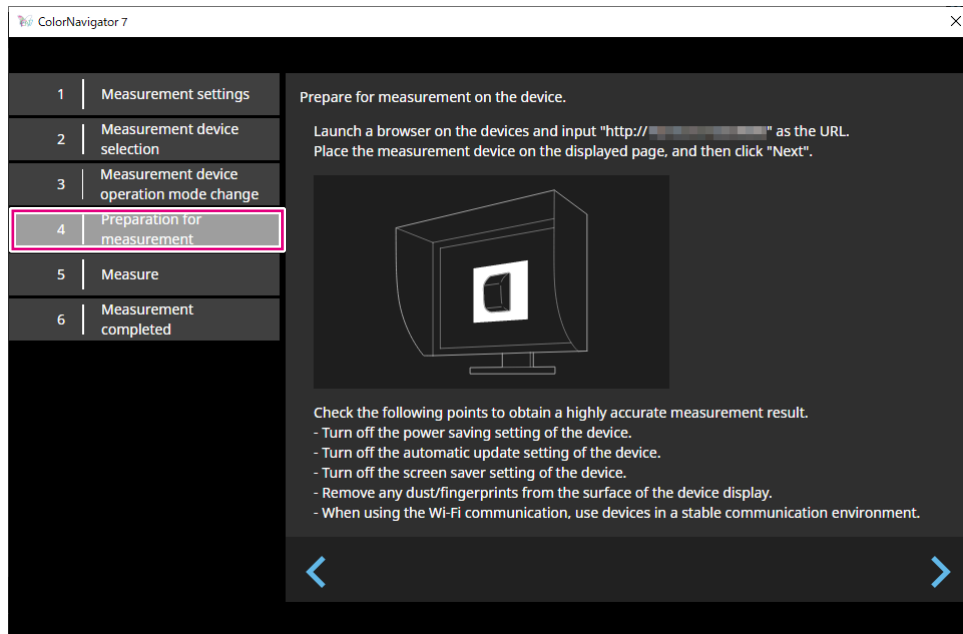 ColorNavigator 7
1 Measurement settings
2 Measurement device
selection
3 Measurement device
operation mode change
4 Preparation for
measurement
5 Measure
6 Measurement
completed
Prepare for measurement on the device.
Launch a browser on the devices and input "http://" as the URL.
Place the measurement device on the displayed page, and then click "Next".
Check the following points to obtain a highly accurate measurement result.
- Turn off the power saving setting of the device.
- Turn off the automatic update setting of the device.
- Turn off the screen saver setting of the device.
- Remove any dust/fingerprints from the surface of the device display.
- When using the Wi-Fi communication, use devices in a stable communication environment.